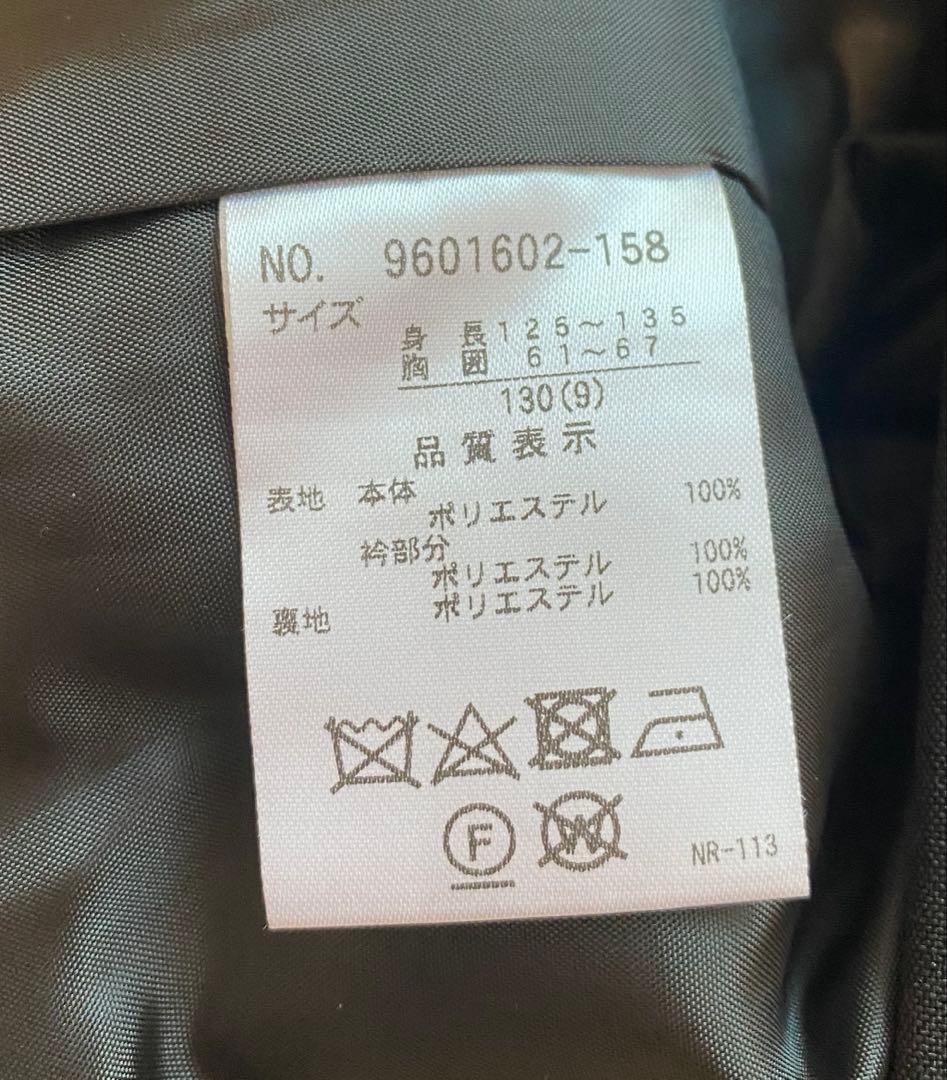 NO. 9601602-158
サイズ
身 長 125～135
胸 囲 61～67
130(9)
品質表示
表地 本体
ポリエステル 100%
衿部分
ポリエステル 100%
裏地 ポリエステル 100%
F W
NR-113